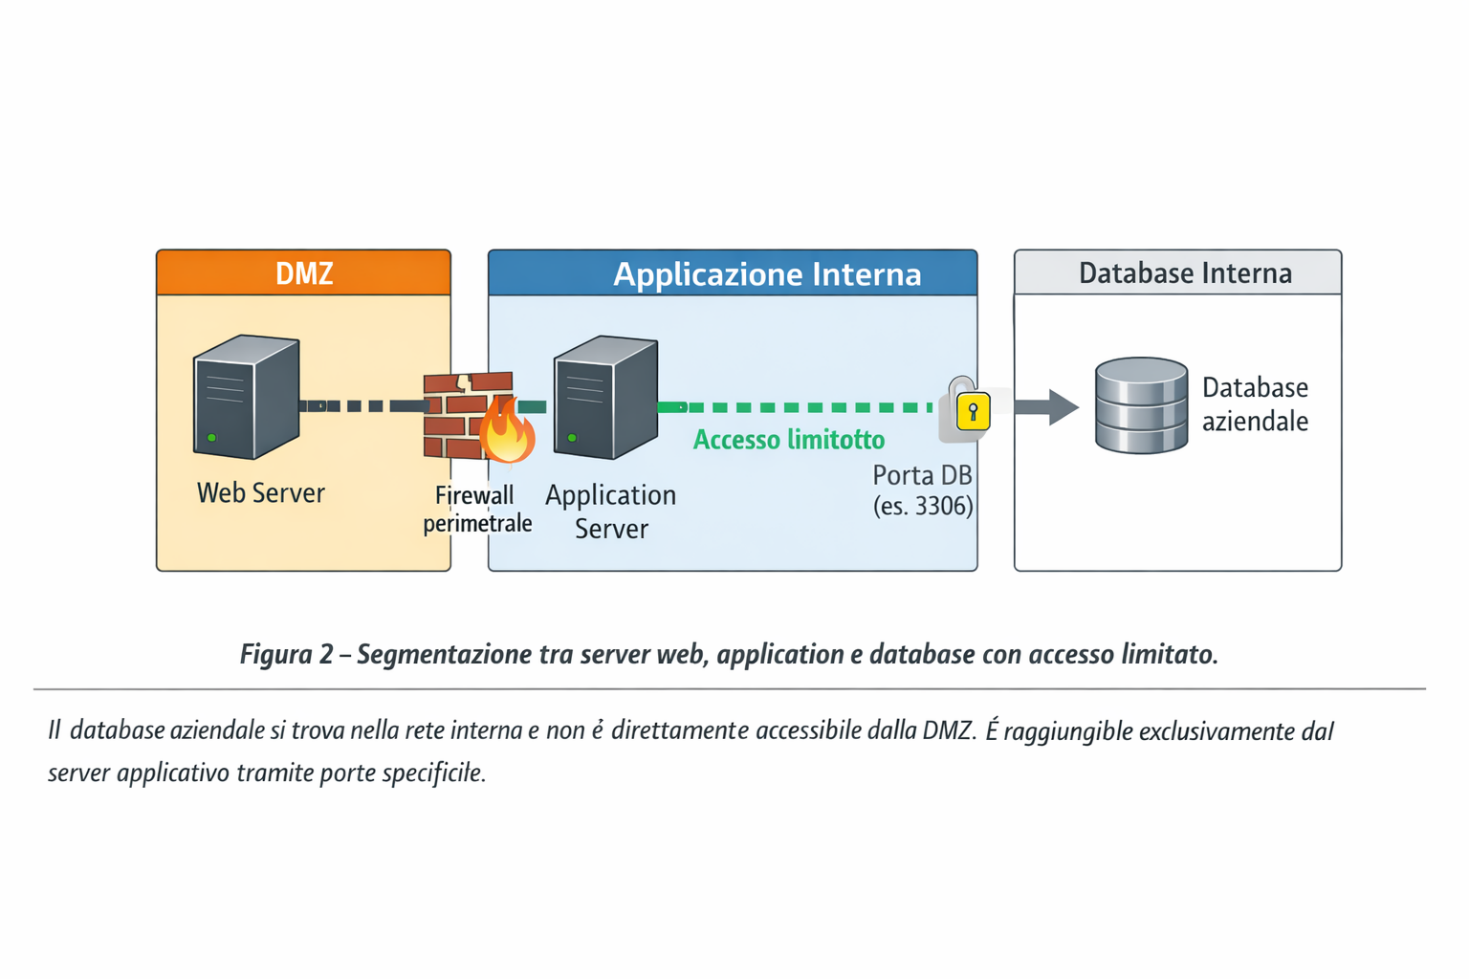 DMZ
Applicazione Interna
Database Interna
Web Server
Firewall
perimetrale
Application
Server
Accesso limitotto
Porta DB
(es. 3306)
Database
aziendale
Figura 2 – Segmentazione tra server web, application e database con accesso limitato.
Il database aziendale si trova nella rete interna e non è direttamente accessibile dalla DMZ. É raggiungible exclusivamente dal
server applicativo tramite porte specificile.